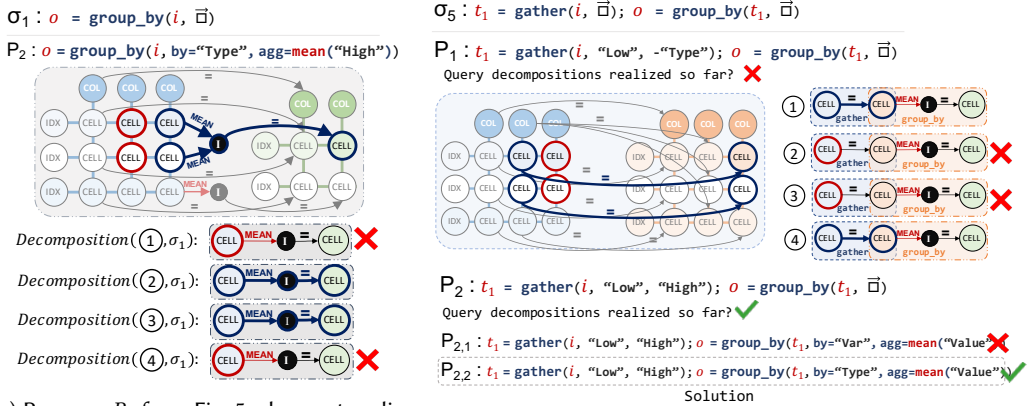 σ1 : o = group_by(i, □)
P2 : o = group_by(i, by=“Type”, agg=mean(“High”))
=
=
COL COL COL
COL COL
IDX CELL CELL CELL
MEAN
I
IDX CELL CELL
IDX CELL CELL CELL
MEAN
IDX CELL CELL
IDX CELL CELL CELL
MEAN
I
=
=
Decomposition(①, σ1): CELL MEAN I = CELL
Decomposition(②, σ1): CELL MEAN I = CELL
Decomposition(③, σ1): CELL MEAN I = CELL
Decomposition(④, σ1): CELL MEAN I = CELL
σ5 : t1 = gather(i, □); o = group_by(t1, □)
P1 : t1 = gather(i, “Low”, -“Type”); o = group_by(t1, □)
Query decompositions realized so far?
COL COL COL COL COL COL
IDX CELL CELL CELL IDX CELL CELL CELL
IDX CELL CELL CELL IDX CELL CELL CELL
IDX CELL CELL CELL IDX CELL CELL CELL
=
=
=
① CELL = CELL MEAN I = CELL
gather group_by
② CELL = CELL MEAN I = CELL
gather group_by
③ CELL = CELL MEAN I = CELL
gather group_by
④ CELL = CELL MEAN I = CELL
gather group_by
P2 : t1 = gather(i, “Low”, “High”); o = group_by(t1, □)
Query decompositions realized so far?
P2,1 : t1 = gather(i, “Low”, “High”); o = group_by(t1, by=“Var”, agg=mean(“Value”
P2,2 : t1 = gather(i, “Low”, “High”); o = group_by(t1, by=“Type”, agg=mean(“Value”))
Solution